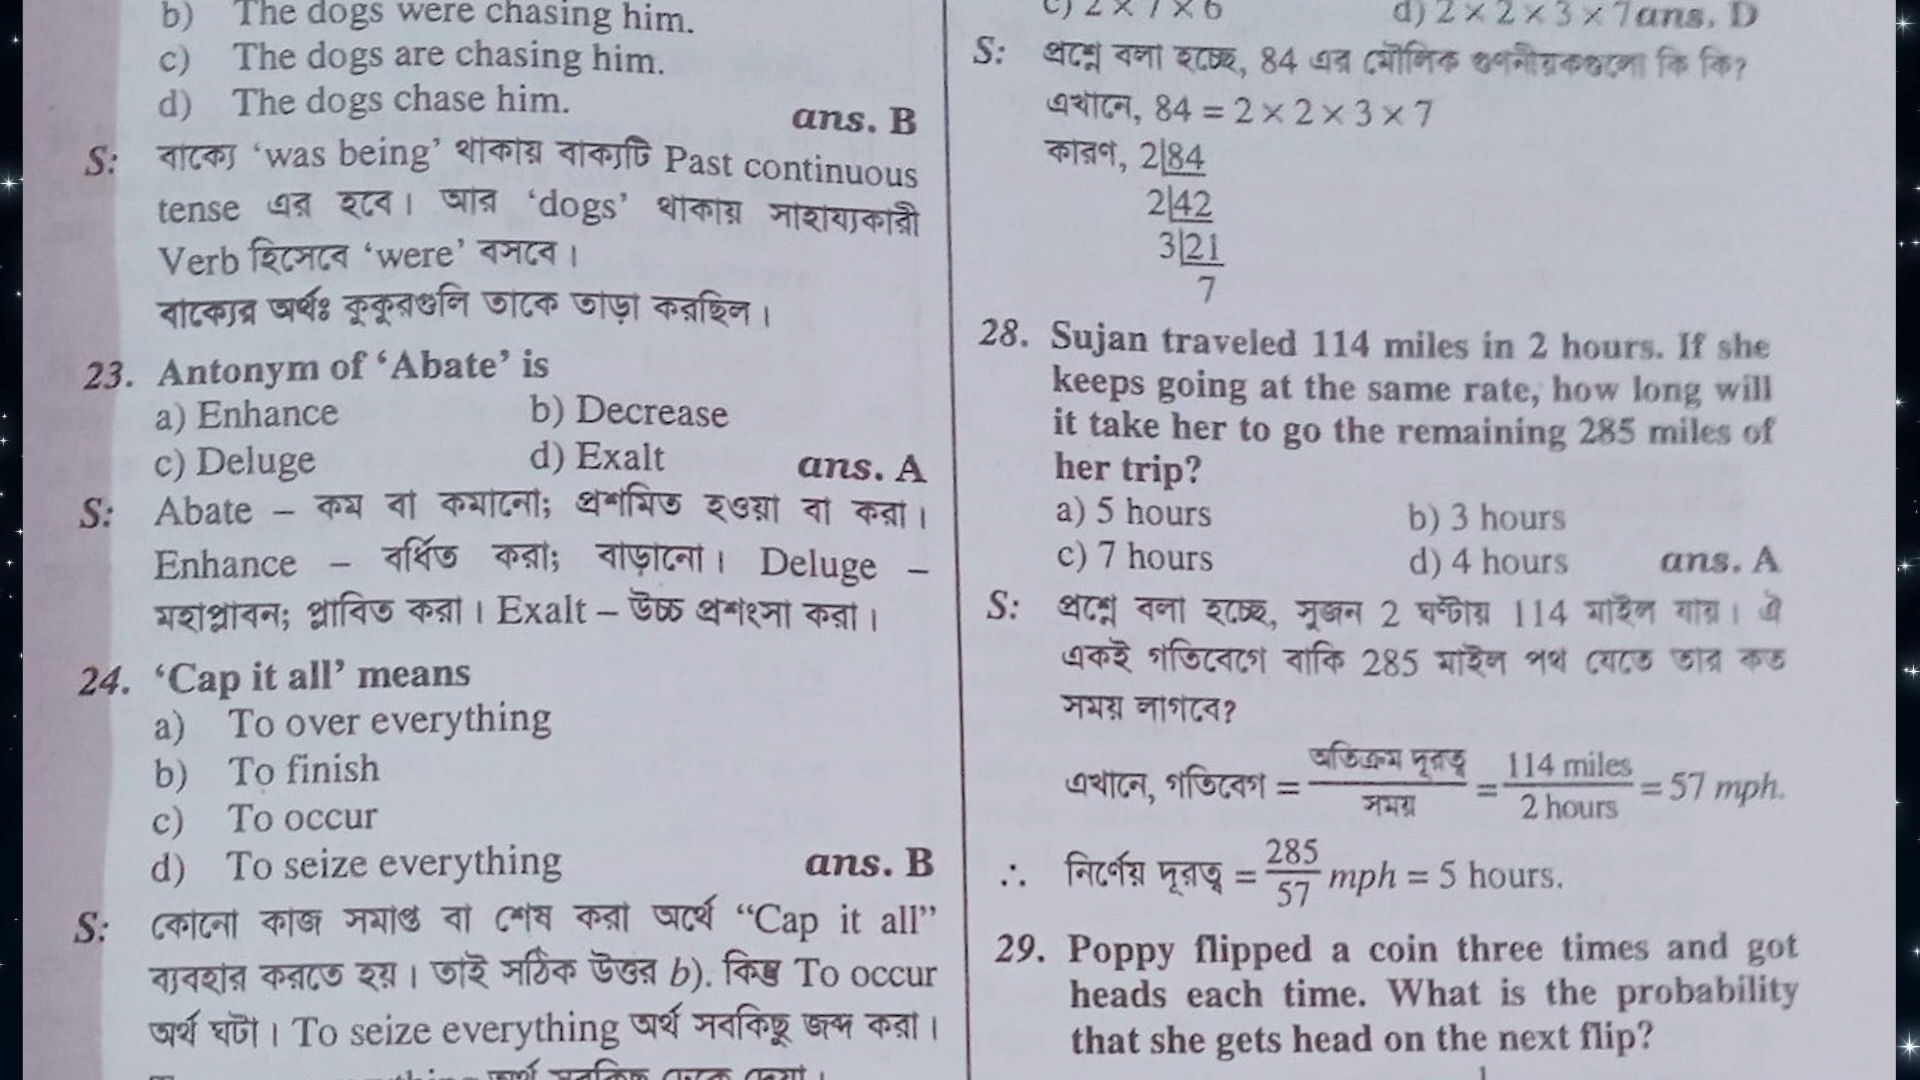 b) The dogs were chasing him.
c) The dogs are chasing him.
d) The dogs chase him.
ans. B
S: বাক্যে ‘was being’ থাকায় বাক্যটি Past continuous
tense এর হবে। আর ‘dogs’ থাকায় সাহায্যকারী
Verb হিসেবে ‘were’ বসবে।
বাক্যের অর্থঃ কুকুরগুলি তাকে তাড়া করছিল।
23. Antonym of ‘Abate’ is
a) Enhance b) Decrease
c) Deluge d) Exalt ans. A
S: Abate – কম বা কমানো; প্রশমিত হওয়া বা করা।
Enhance – বর্ধিত করা; বাড়ানো। Deluge –
মহাপ্লাবন; প্লাবিত করা। Exalt – উচ্চ প্রশংসা করা।
24. ‘Cap it all’ means
a) To over everything
b) To finish
c) To occur
d) To seize everything ans. B
S: কোনো কাজ সমাপ্ত বা শেষ করা অর্থে “Cap it all”
ব্যবহার করতে হয়। তাই সঠিক উত্তর b). কিন্তু To occur
অর্থ ঘটা। To seize everything অর্থ সবকিছু জব্দ করা।
c) 2 × 7 × 6 d) 2 × 2 × 3 × 7 ans. D
S: প্রশ্নে বলা হচ্ছে, 84 এর মৌলিক গুণনীয়কগুলো কি কি?
এখানে, 84 = 2 × 2 × 3 × 7
কারণ, 2|84
2|42
3|21
7
28. Sujan traveled 114 miles in 2 hours. If she
keeps going at the same rate, how long will
it take her to go the remaining 285 miles of
her trip?
a) 5 hours b) 3 hours
c) 7 hours d) 4 hours ans. A
S: প্রশ্নে বলা হচ্ছে, সুজন 2 ঘণ্টায় 114 মাইল যায়। ঐ
একই গতিবেগে বাকি 285 মাইল পথ যেতে তার কত
সময় লাগবে?
এখানে, গতিবেগ = অতিক্রম দূরত্ব / সময় = 114 miles / 2 hours = 57 mph.
∴ নির্ণেয় দূরত্ব = 285/57 mph = 5 hours.
29. Poppy flipped a coin three times and got
heads each time. What is the probability
that she gets head on the next flip?